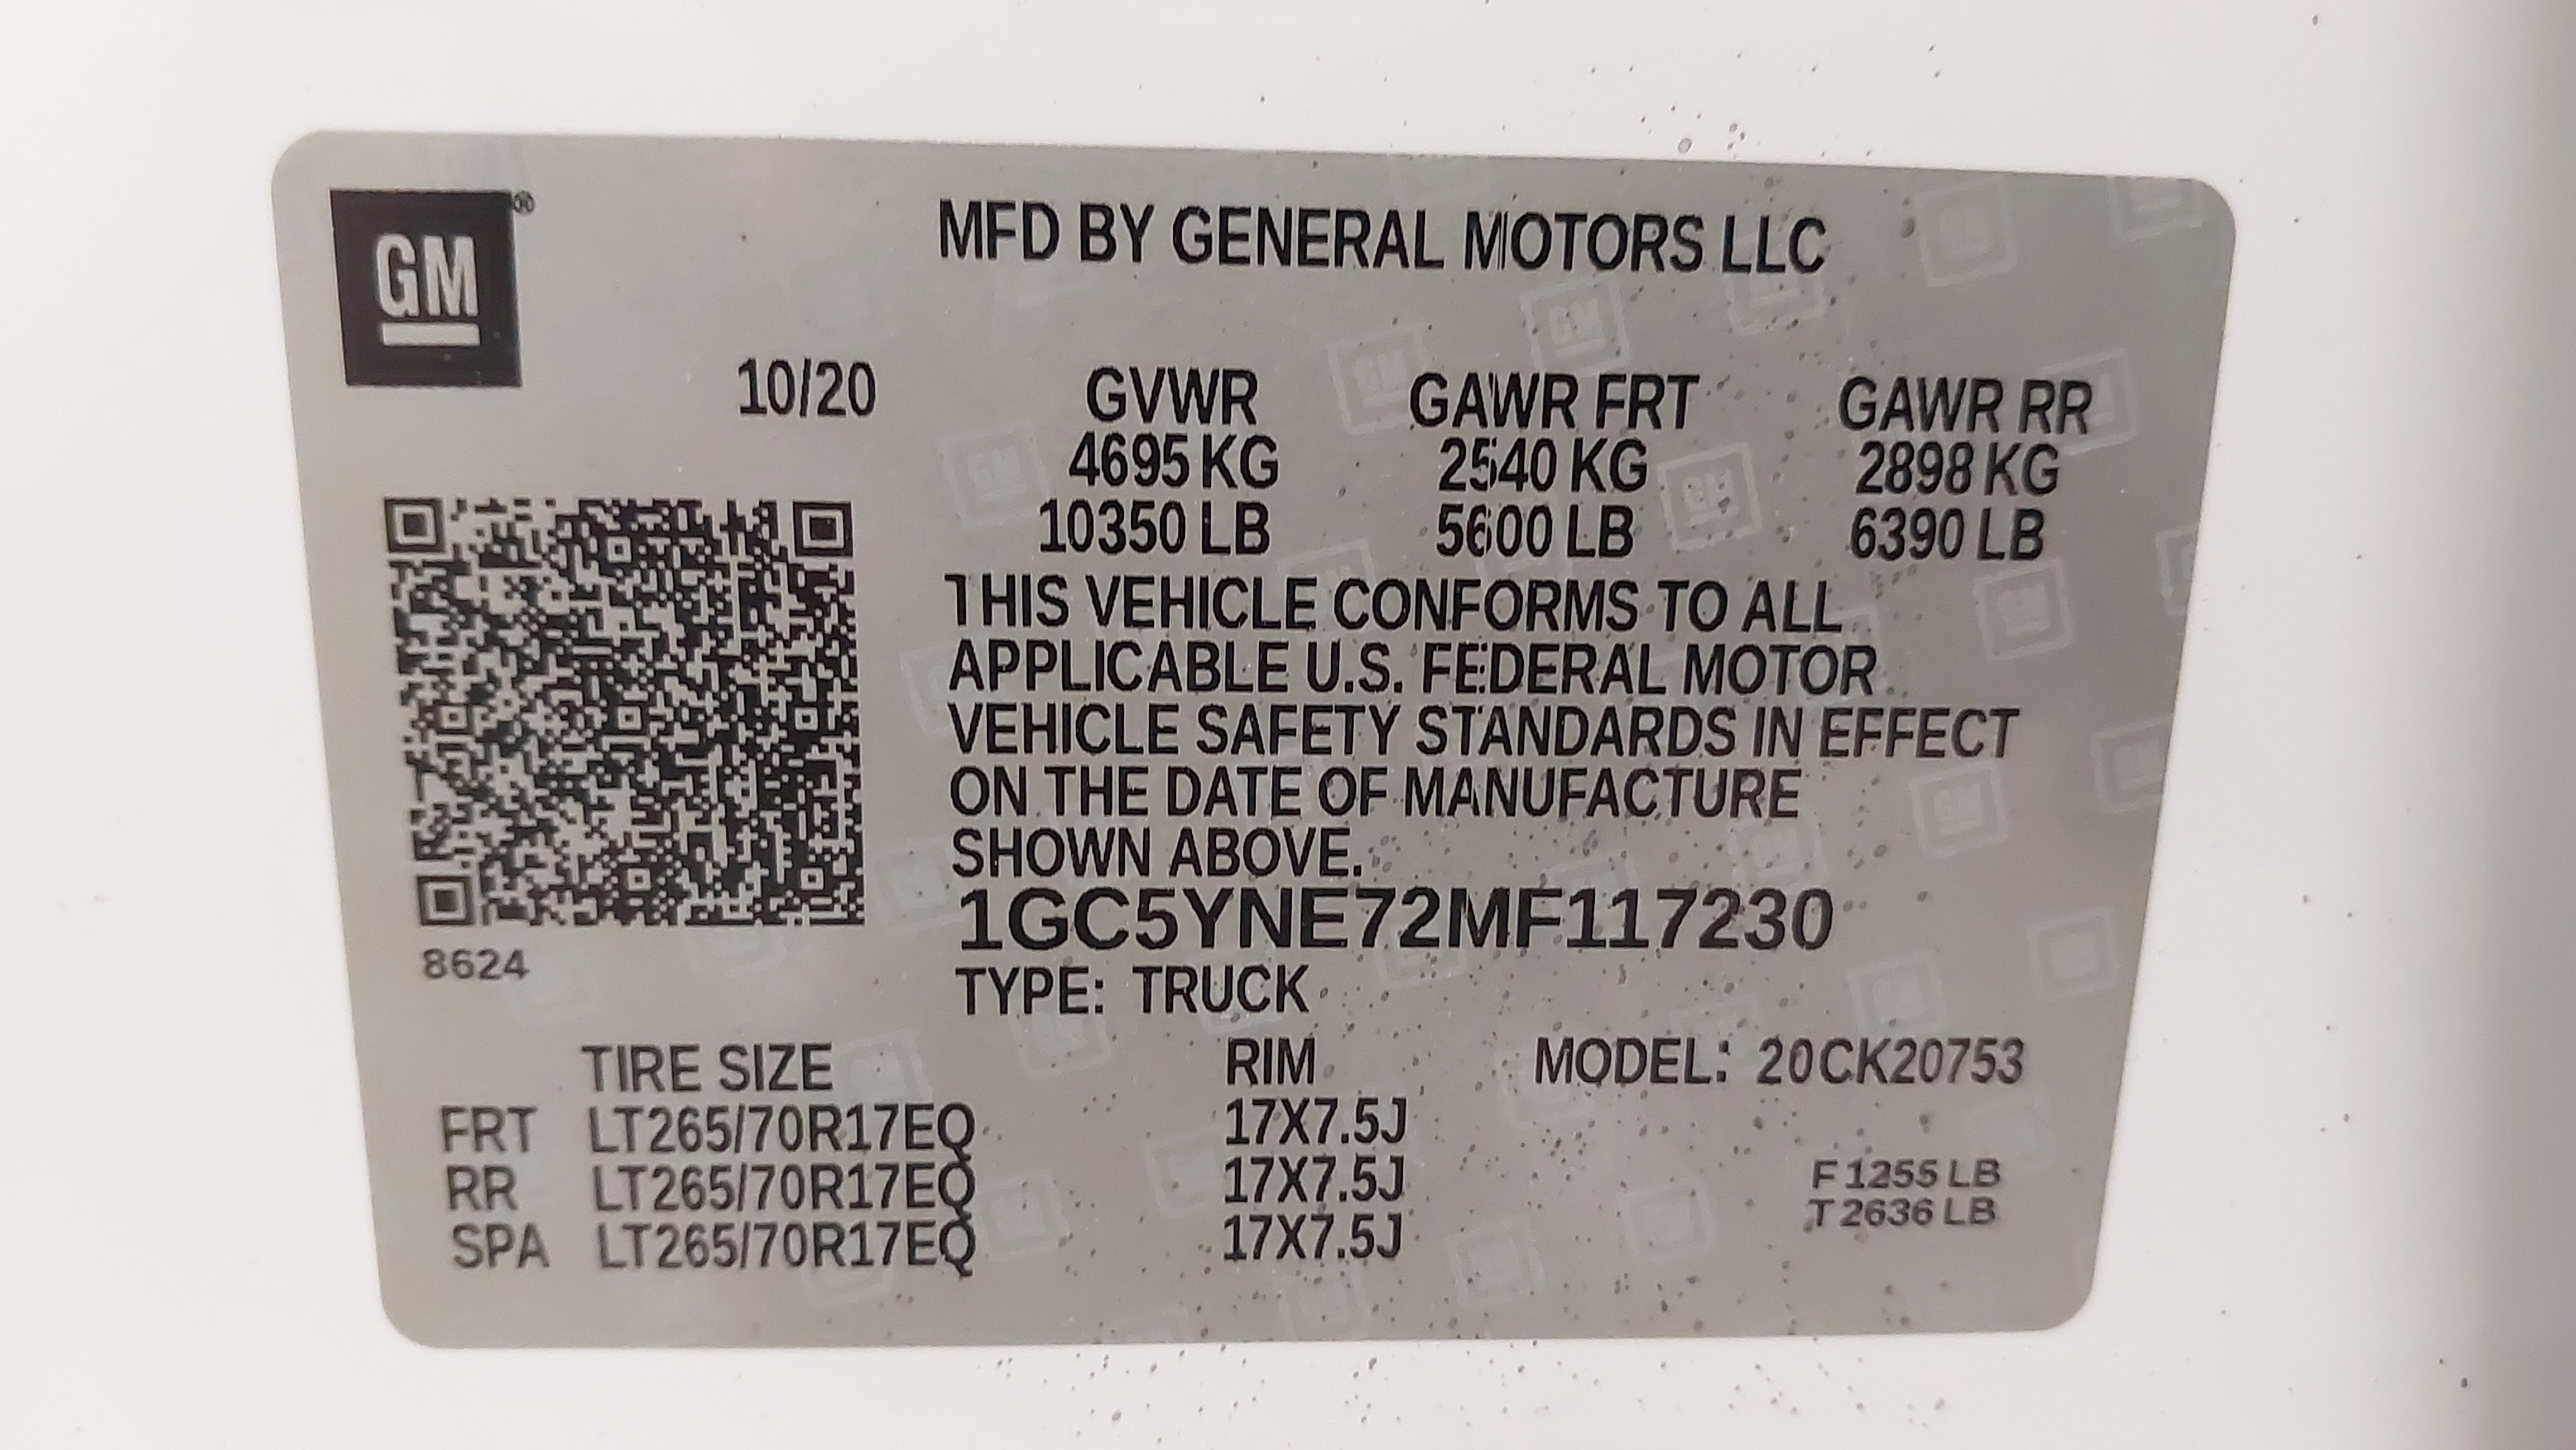 GM®
MFD BY GENERAL MOTORS LLC
10/20
GVWR GAWR FRT GAWR RR
4695 KG 2540 KG 2898 KG
10350 LB 5600 LB 6390 LB
THIS VEHICLE CONFORMS TO ALL
APPLICABLE U.S. FEDERAL MOTOR
VEHICLE SAFETY STANDARDS IN EFFECT
ON THE DATE OF MANUFACTURE
SHOWN ABOVE.
1GC5YNE72MF117230
8624
TYPE: TRUCK
TIRE SIZE RIM MODEL: 20CK20753
FRT LT265/70R17EQ 17X7.5J
RR LT265/70R17EQ 17X7.5J
SPA LT265/70R17EQ 17X7.5J
F 1255 LB
T 2636 LB